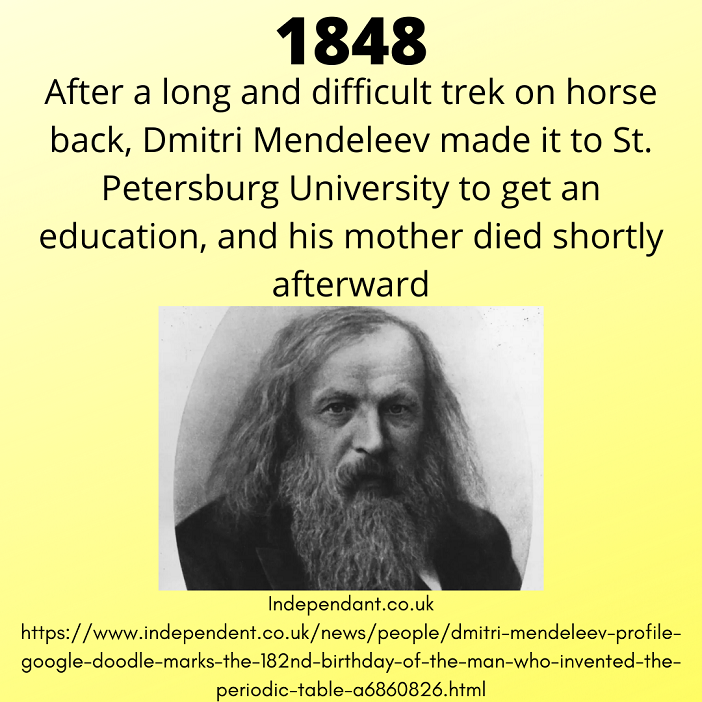 1848
After a long and difficult trek on horse
back, Dmitri Mendeleev made it to St.
Petersburg University to get an
education, and his mother died shortly
afterward
Independant.co.uk
https://www.independent.co.uk/news/people/dmitri-mendeleev-profile-
google-doodle-marks-the-182nd-birthday-of-the-man-who-invented-the-
periodic-table-a6860826.html